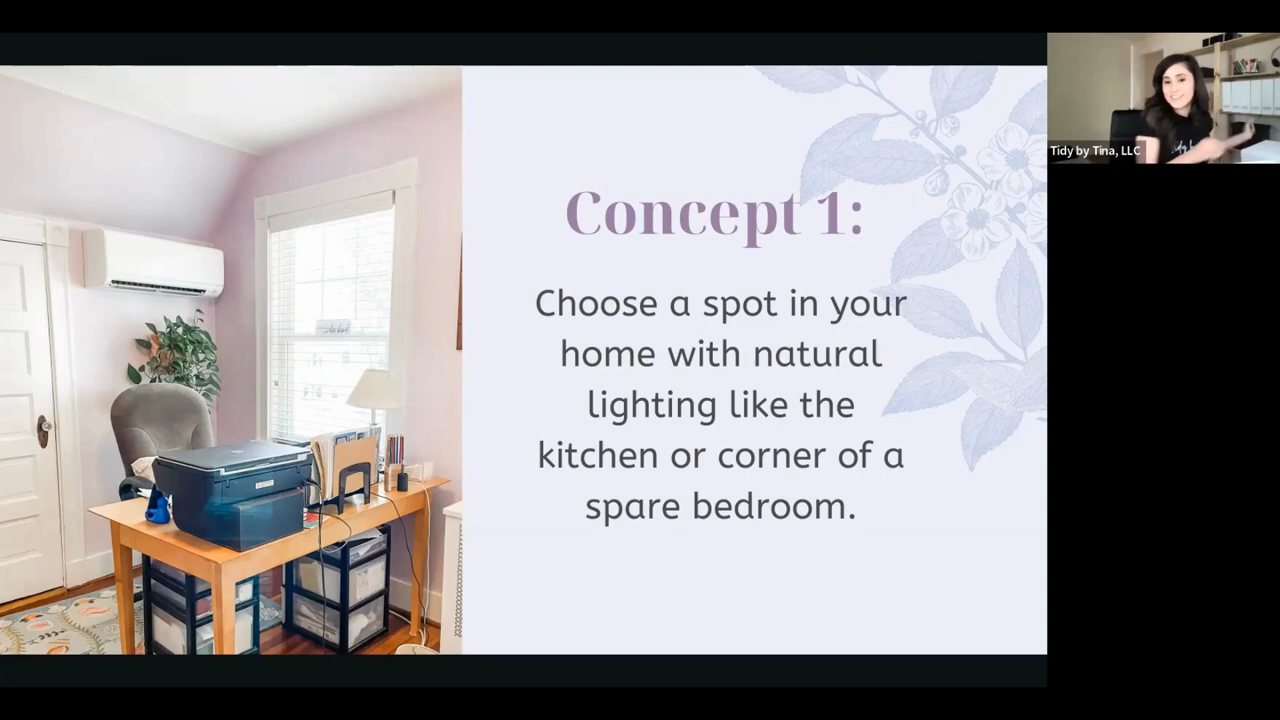 Concept 1:
Choose a spot in your
home with natural
lighting like the
kitchen or corner of a
spare bedroom.
Tidy by Tina, LLC